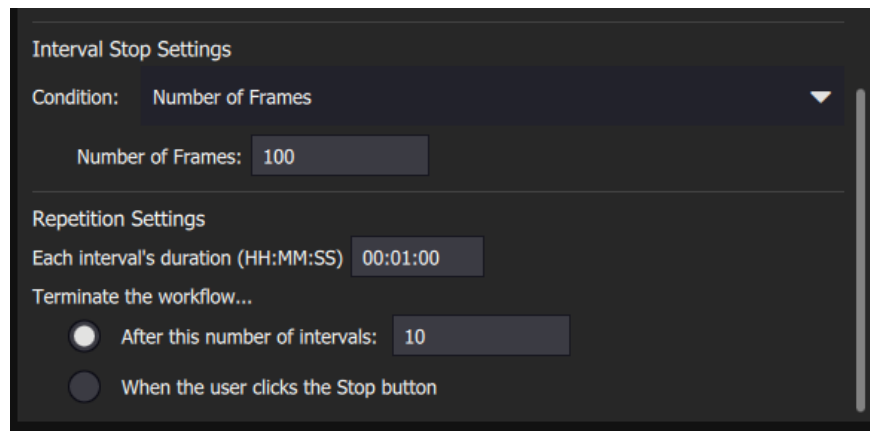 Interval Stop Settings
Condition: Number of Frames
Number of Frames: 100
Repetition Settings
Each interval's duration (HH:MM:SS) 00:01:00
Terminate the workflow...
After this number of intervals: 10
When the user clicks the Stop button